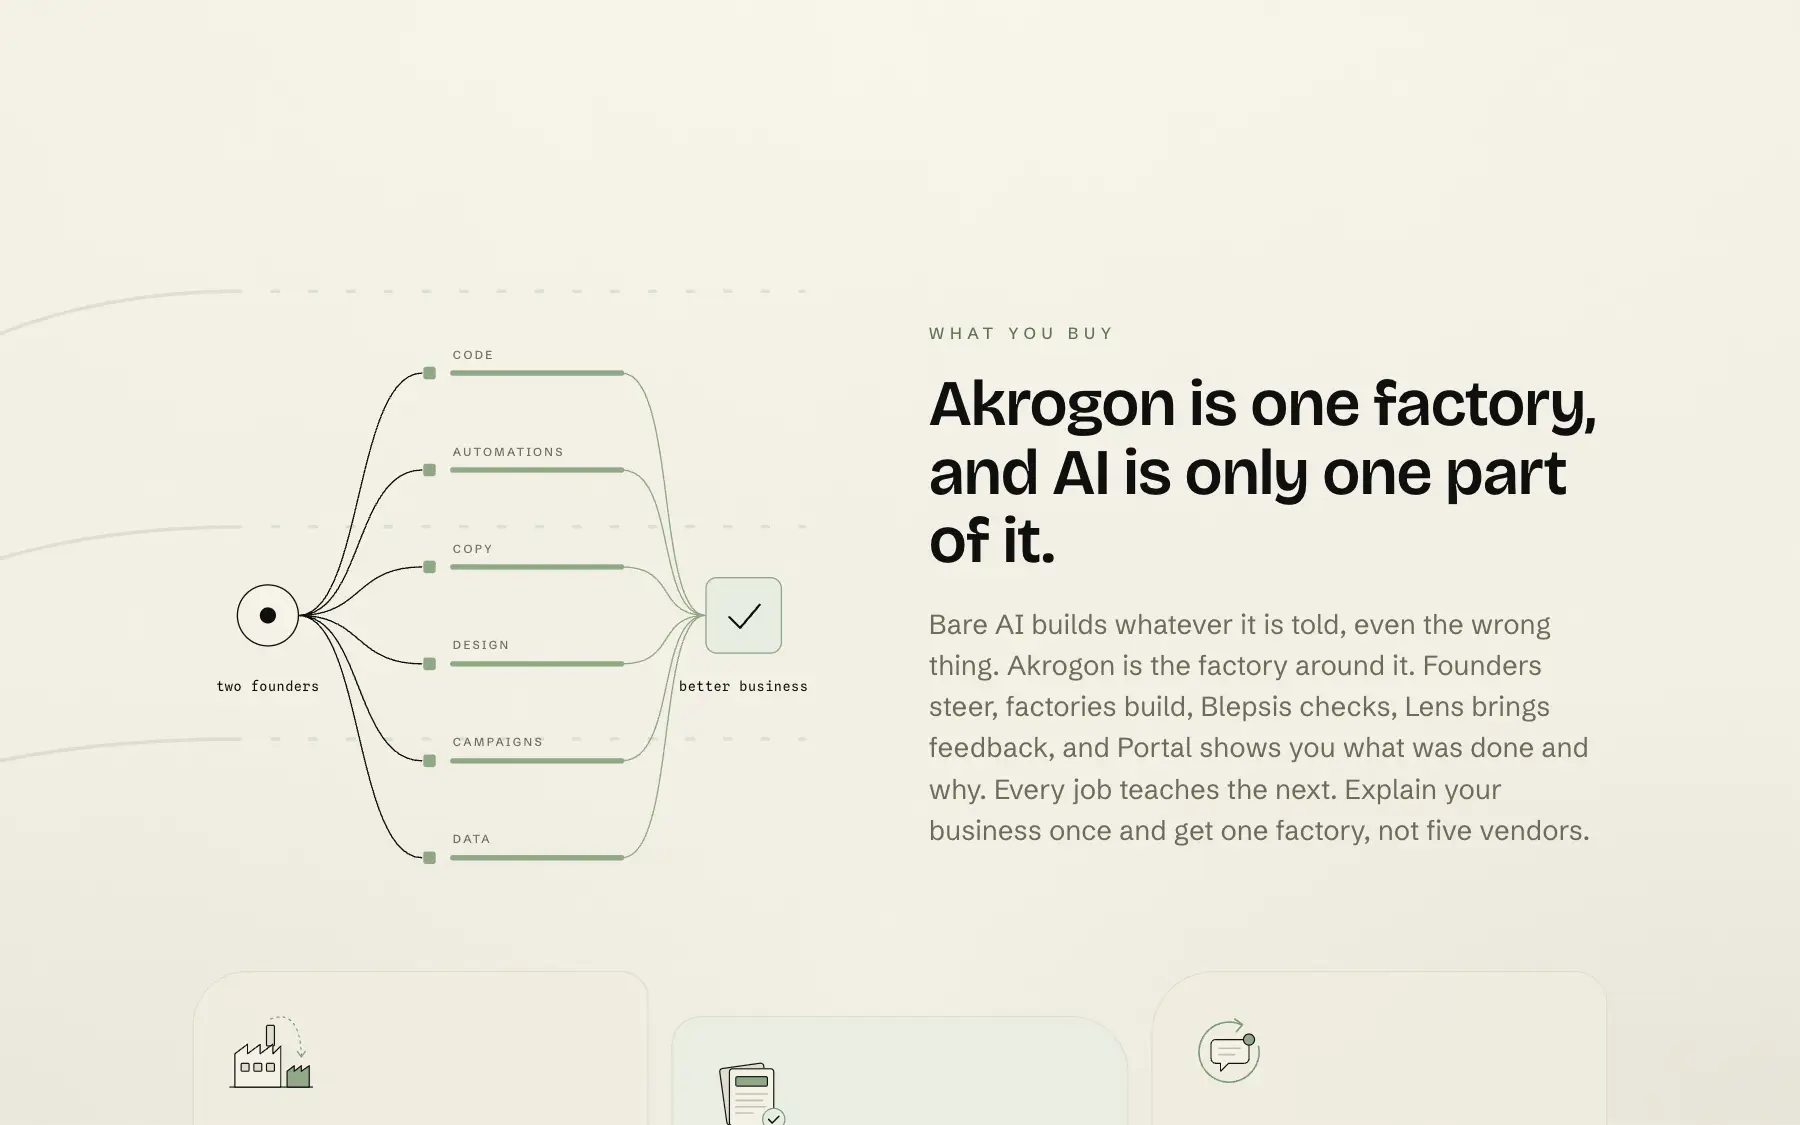 CODE
AUTOMATIONS
COPY
DESIGN
two founders
better business
CAMPAIGNS
DATA
WHAT YOU BUY
Akrogon is one factory,
and AI is only one part
of it.
Bare AI builds whatever it is told, even the wrong
thing. Akrogon is the factory around it. Founders
steer, factories build, Blepsis checks, Lens brings
feedback, and Portal shows you what was done and
why. Every job teaches the next. Explain your
business once and get one factory, not five vendors.